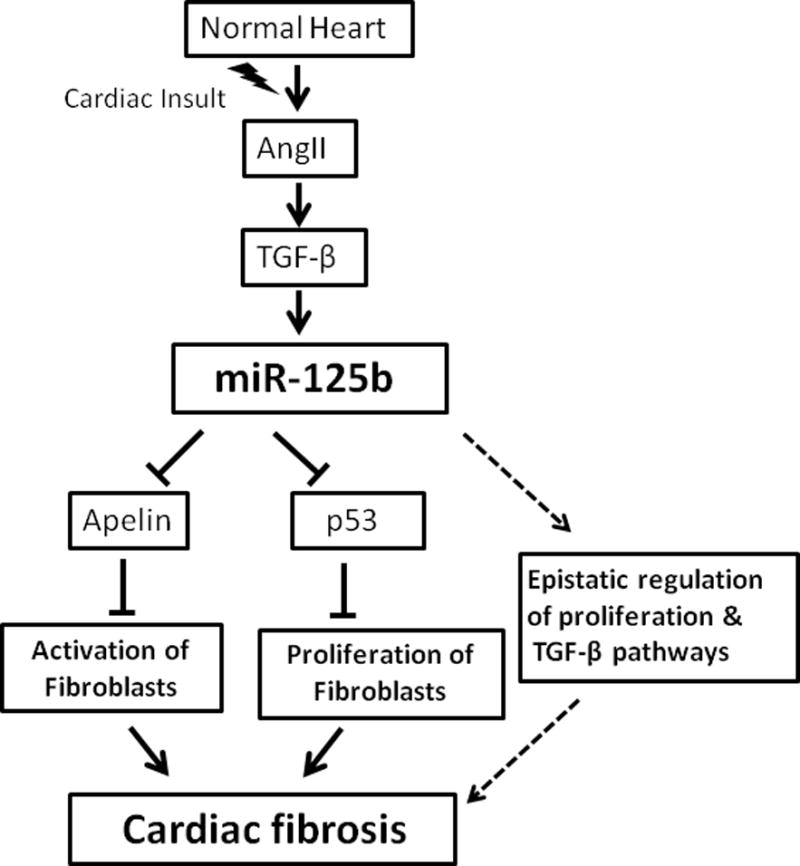 Normal Heart
Cardiac Insult
AngII
TGF-β
miR-125b
Apelin
p53
Epistatic regulation
of proliferation &
TGF-β pathways
Activation of
Fibroblasts
Proliferation of
Fibroblasts
Cardiac fibrosis